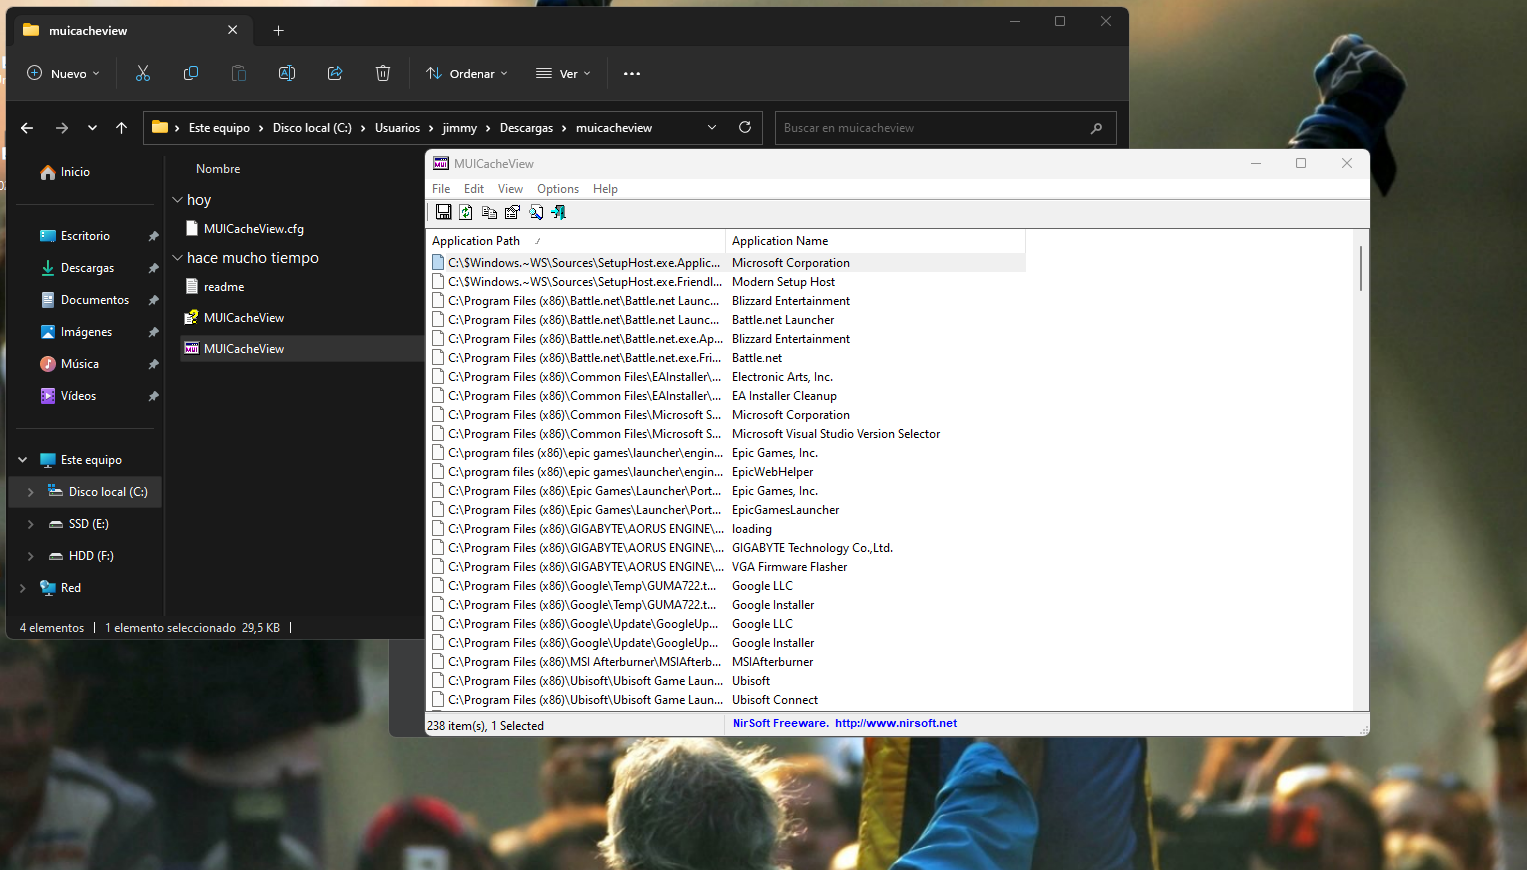 muicacheview
Nuevo
Ordenar
Ver
Este equipo
Disco local (C:)
Usuarios
jimmy
Descargas
muicacheview
Buscar en muicacheview
Inicio
Escritorio
Descargas
Documentos
Imágenes
Música
Vídeos
Este equipo
Disco local (C:)
SSD (E:)
HDD (F:)
Red
Nombre
hoy
MUICacheView.cfg
hace mucho tiempo
readme
MUICacheView
MUICacheView
4 elementos
1 elemento seleccionado 29,5 KB
MUICacheView
File Edit View Options Help
Application Path Application Name
C:\$Windows.~WS\Sources\SetupHost.exe.Applic... Microsoft Corporation
C:\$Windows.~WS\Sources\SetupHost.exe.Friendl... Modern Setup Host
C:\Program Files (x86)\Battle.net\Battle.net Launc... Blizzard Entertainment
C:\Program Files (x86)\Battle.net\Battle.net Launc... Battle.net Launcher
C:\Program Files (x86)\Battle.net\Battle.net.exe.Ap... Blizzard Entertainment
C:\Program Files (x86)\Battle.net\Battle.net.exe.Fri... Battle.net
C:\Program Files (x86)\Common Files\EAInstaller\... Electronic Arts, Inc.
C:\Program Files (x86)\Common Files\EAInstaller\... EA Installer Cleanup
C:\Program Files (x86)\Common Files\Microsoft S... Microsoft Corporation
C:\Program Files (x86)\Common Files\Microsoft S... Microsoft Visual Studio Version Selector
C:\program files (x86)\epic games\launcher\engin... Epic Games, Inc.
C:\program files (x86)\epic games\launcher\engin... EpicWebHelper
C:\Program Files (x86)\Epic Games\Launcher\Port... Epic Games, Inc.
C:\Program Files (x86)\Epic Games\Launcher\Port... EpicGamesLauncher
C:\Program Files (x86)\GIGABYTE\AORUS ENGINE\... loading
C:\Program Files (x86)\GIGABYTE\AORUS ENGINE\... GIGABYTE Technology Co.,Ltd.
C:\Program Files (x86)\GIGABYTE\AORUS ENGINE\... VGA Firmware Flasher
C:\Program Files (x86)\Google\Temp\GUMA722.t... Google LLC
C:\Program Files (x86)\Google\Temp\GUMA722.t... Google Installer
C:\Program Files (x86)\Google\Update\GoogleUp... Google LLC
C:\Program Files (x86)\Google\Update\GoogleUp... Google Installer
C:\Program Files (x86)\MSI Afterburner\MSIAfterb... MSIAfterburner
C:\Program Files (x86)\Ubisoft\Ubisoft Game Laun... Ubisoft
C:\Program Files (x86)\Ubisoft\Ubisoft Game Laun... Ubisoft Connect
238 item(s), 1 Selected
NirSoft Freeware. http://www.nirsoft.net